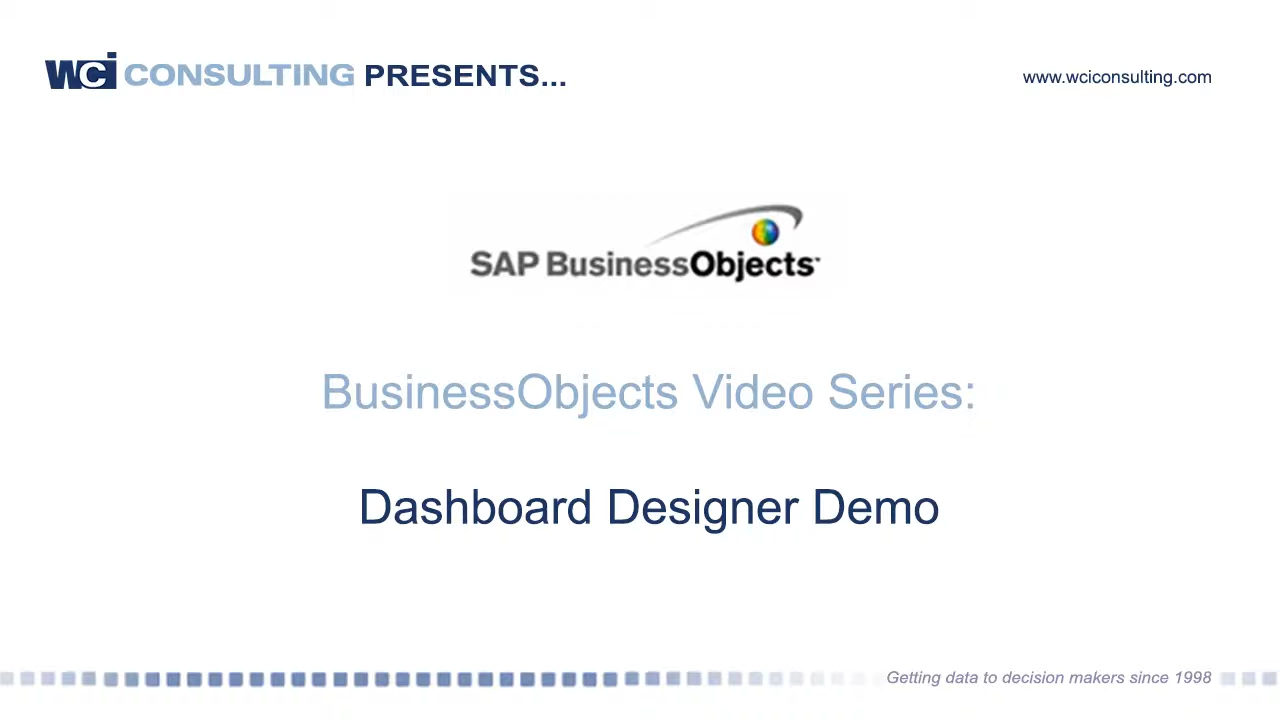 WCI CONSULTING PRESENTS...
www.wciconsulting.com
SAP BusinessObjects™
BusinessObjects Video Series:
Dashboard Designer Demo
Getting data to decision makers since 1998